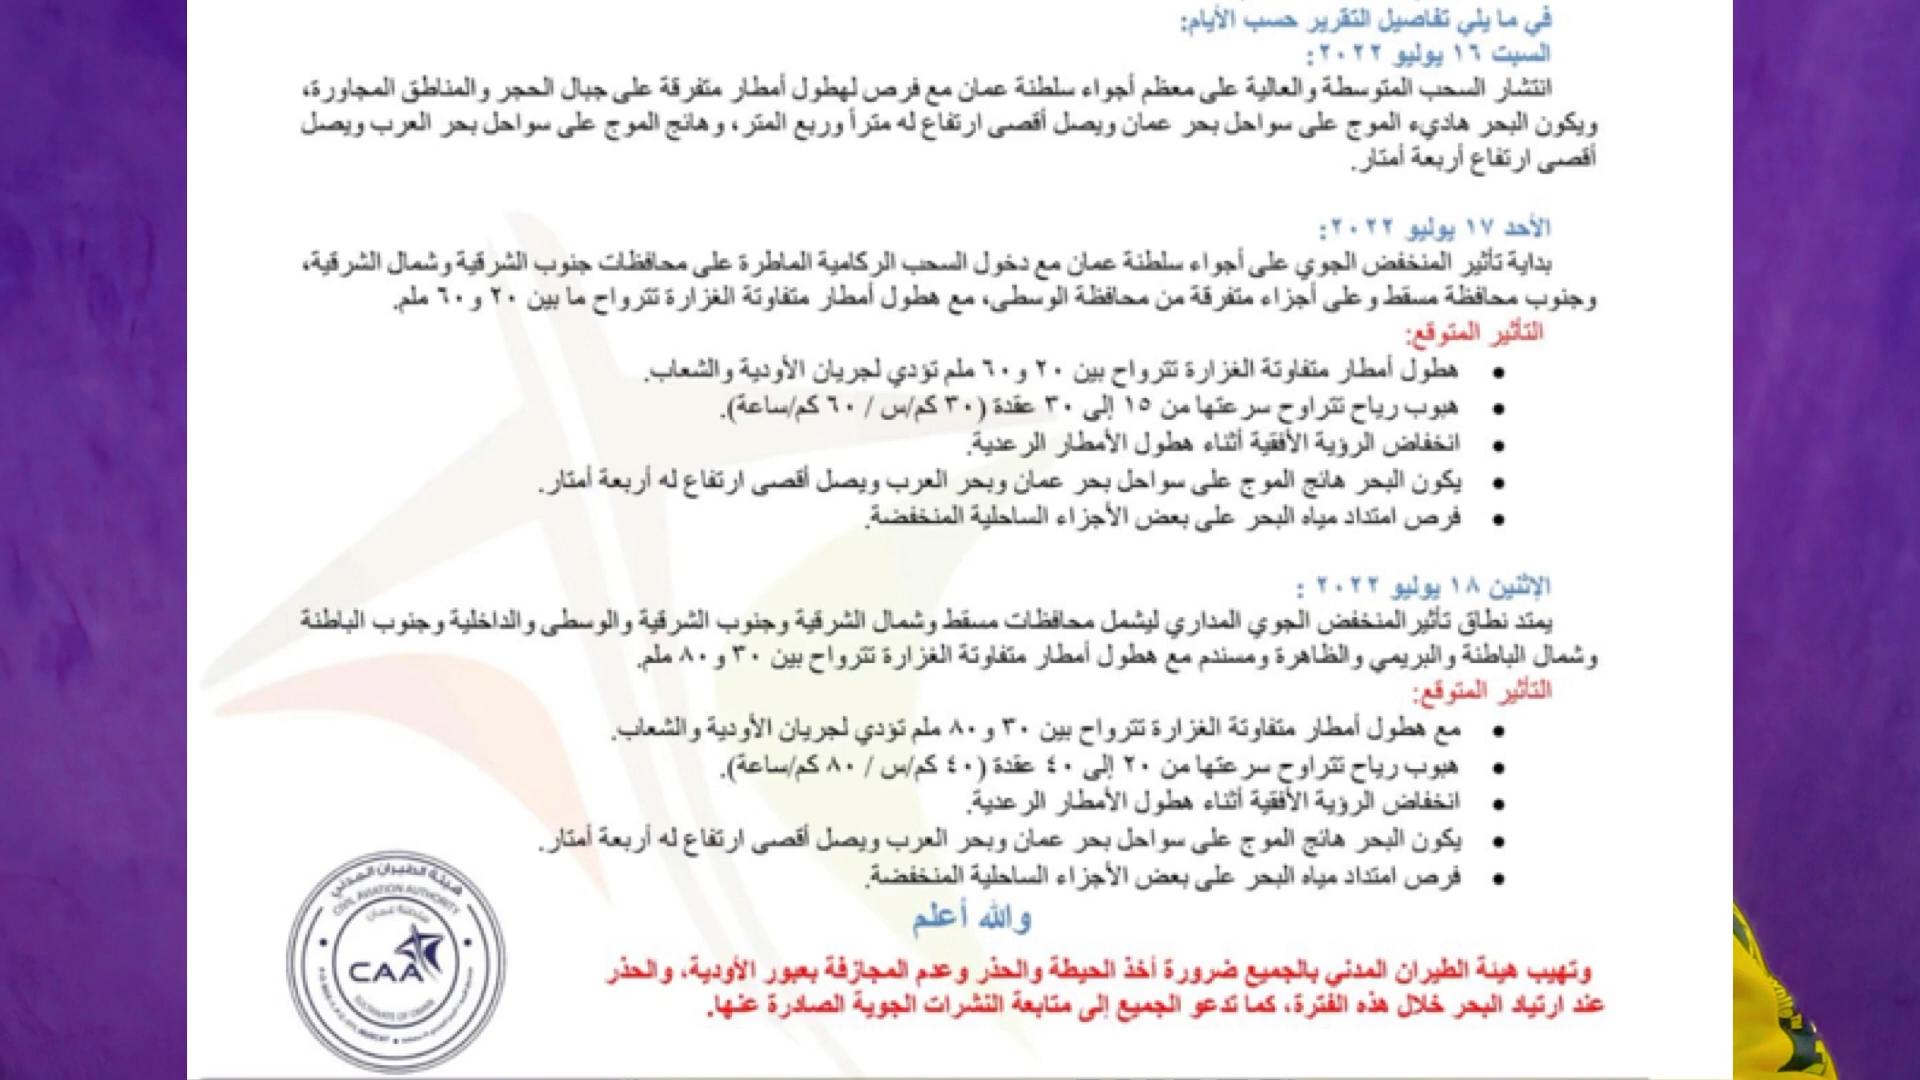 في ما يلي تفاصيل التقرير حسب الأيام:
السبت ١٦ يوليو ٢٠٢٢:
انتشار السحب المتوسطة والعالية على معظم أجواء سلطنة عمان مع فرص لهطول أمطار متفرقة على جبال الحجر والمناطق المجاورة،
ويكون البحر هاديء الموج على سواحل بحر عمان ويصل أقصى ارتفاع له متراً وربع المتر، وهائج الموج على سواحل بحر العرب ويصل
أقصى ارتفاع أربعة أمتار.
الأحد ١٧ يوليو ٢٠٢٢:
بداية تأثير المنخفض الجوي على أجواء سلطنة عمان مع دخول السحب الركامية الماطرة على محافظات جنوب الشرقية وشمال الشرقية،
وجنوب محافظة مسقط وعلى أجزاء متفرقة من محافظة الوسطى، مع هطول أمطار متفاوتة الغزارة تترواح ما بين ٢٠ و٦٠ ملم.
التأثير المتوقع:
• هطول أمطار متفاوتة الغزارة تترواح بين ٢٠ و٦٠ ملم تؤدي لجريان الأودية والشعاب.
• هبوب رياح تتراوح سرعتها من ١٥ إلى ٣٠ عقدة (٣٠ كم/س / ٦٠ كم/ساعة).
• انخفاض الرؤية الأفقية أثناء هطول الأمطار الرعدية.
• يكون البحر هائج الموج على سواحل بحر عمان وبحر العرب ويصل أقصى ارتفاع له أربعة أمتار.
• فرص امتداد مياه البحر على بعض الأجزاء الساحلية المنخفضة.
الإثنين ١٨ يوليو ٢٠٢٢ :
يمتد نطاق تأثير المنخفض الجوي المداري ليشمل محافظات مسقط وشمال الشرقية وجنوب الشرقية والوسطى والداخلية وجنوب الباطنة
وشمال الباطنة والبريمي والظاهرة ومسندم مع هطول أمطار متفاوتة الغزارة تترواح بين ٣٠ و٨٠ ملم.
التأثير المتوقع:
• مع هطول أمطار متفاوتة الغزارة تترواح بين ٣٠ و٨٠ ملم تؤدي لجريان الأودية والشعاب.
• هبوب رياح تتراوح سرعتها من ٢٠ إلى ٤٠ عقدة (٤٠ كم/س / ٨٠ كم/ساعة).
• انخفاض الرؤية الأفقية أثناء هطول الأمطار الرعدية.
• يكون البحر هائج الموج على سواحل بحر عمان وبحر العرب ويصل أقصى ارتفاع له أربعة أمتار.
• فرص امتداد مياه البحر على بعض الأجزاء الساحلية المنخفضة.
والله أعلم
وتهيب هيئة الطيران المدني بالجميع ضرورة أخذ الحيطة والحذر وعدم المجازفة بعبور الأودية، والحذر
عند ارتياد البحر خلال هذه الفترة، كما تدعو الجميع إلى متابعة النشرات الجوية الصادرة عنها.
هيئة الطيران المدني
CIVIL AVIATION AUTHORITY
سلطنة عمان
CAA
SULTANATE OF OMAN